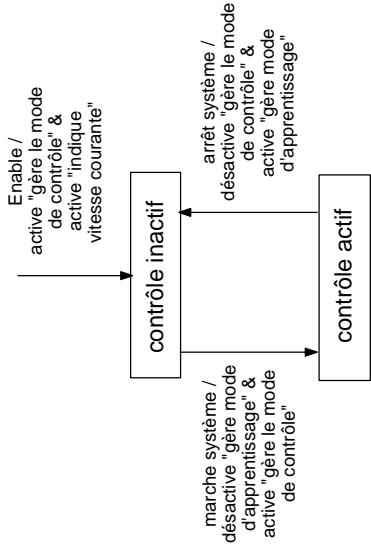 Enable /
active "gère le mode
de contrôle" &
active "indique
vitesse courante"
contrôle inactif
marche système /
désactive "gère mode
d'apprentissage" &
active "gère le mode
de contrôle"
arrêt système /
désactive "gère le mode
de contrôle" &
active "gère mode
d'apprentissage"
contrôle actif